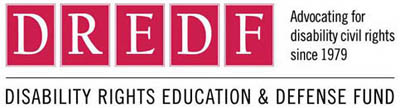 DREDF
Advocating for
disability civil rights
since 1979
DISABILITY RIGHTS EDUCATION & DEFENSE FUND